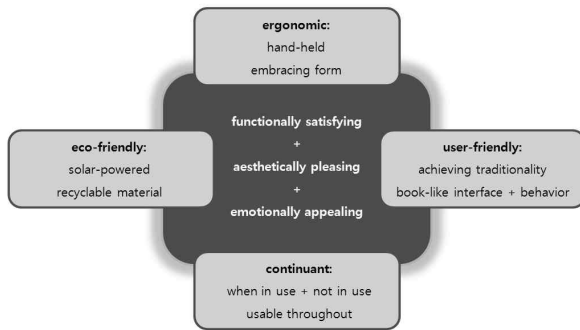 ergonomic:
hand-held
embracing form
functionally satisfying
+
aesthetically pleasing
+
emotionally appealing
eco-friendly:
solar-powered
recyclable material
user-friendly:
achieving traditionality
book-like interface + behavior
continuant:
when in use + not in use
usable throughout